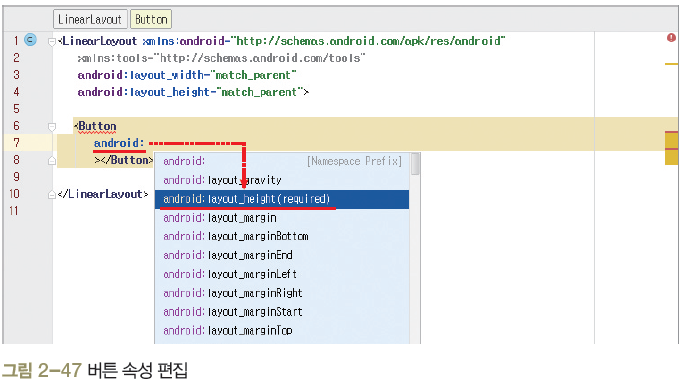 LinearLayout Button
1 <LinearLayout xmlns:android="http://schemas.android.com/apk/res/android"
2 xmlns:tools="http://schemas.android.com/tools"
3 android:layout_width="match_parent"
4 android:layout_height="match_parent">
5
6 <Button
7 android:
8 ></Button>
android: [Namespace Prefix]
android:layout_gravity
9
android:layout_height(required)
10 </LinearLayout>
11
android:layout_margin
android:layout_marginBottom
android:layout_marginEnd
android:layout_marginLeft
android:layout_marginRight
android:layout_marginStart
android:layout_marginTop
그림 2-47 버튼 속성 편집